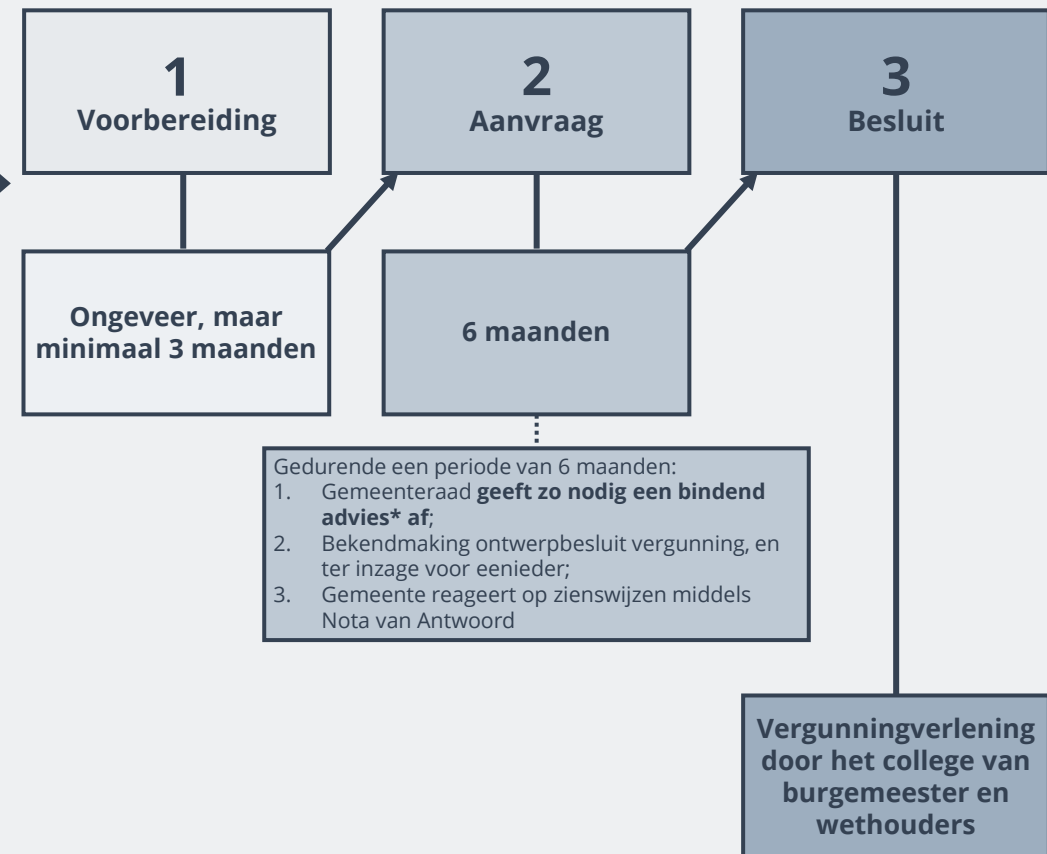 1
Voorbereiding
2
Aanvraag
3
Besluit
Ongeveer, maar
minimaal 3 maanden
6 maanden
Gedurende een periode van 6 maanden:
1. Gemeenteraad geeft zo nodig een bindend
advies* af;
2. Bekendmaking ontwerpbesluit vergunning, en
ter inzage voor eenieder;
3. Gemeente reageert op zienswijzen middels
Nota van Antwoord
Vergunningverlening
door het college van
burgemeester en
wethouders